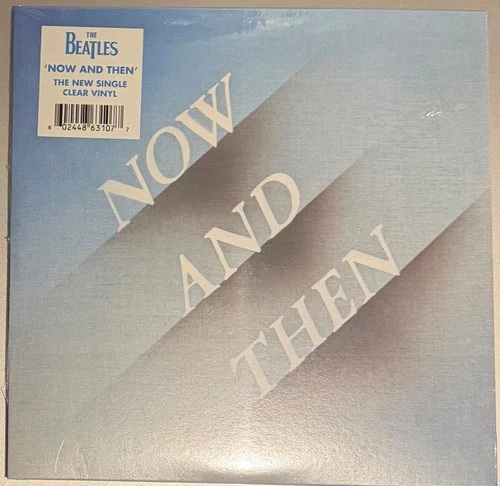 THE
BEATLES
'NOW AND THEN'
THE NEW SINGLE
CLEAR VINYL
6 02448 63107 7
NOW
AND
THEN